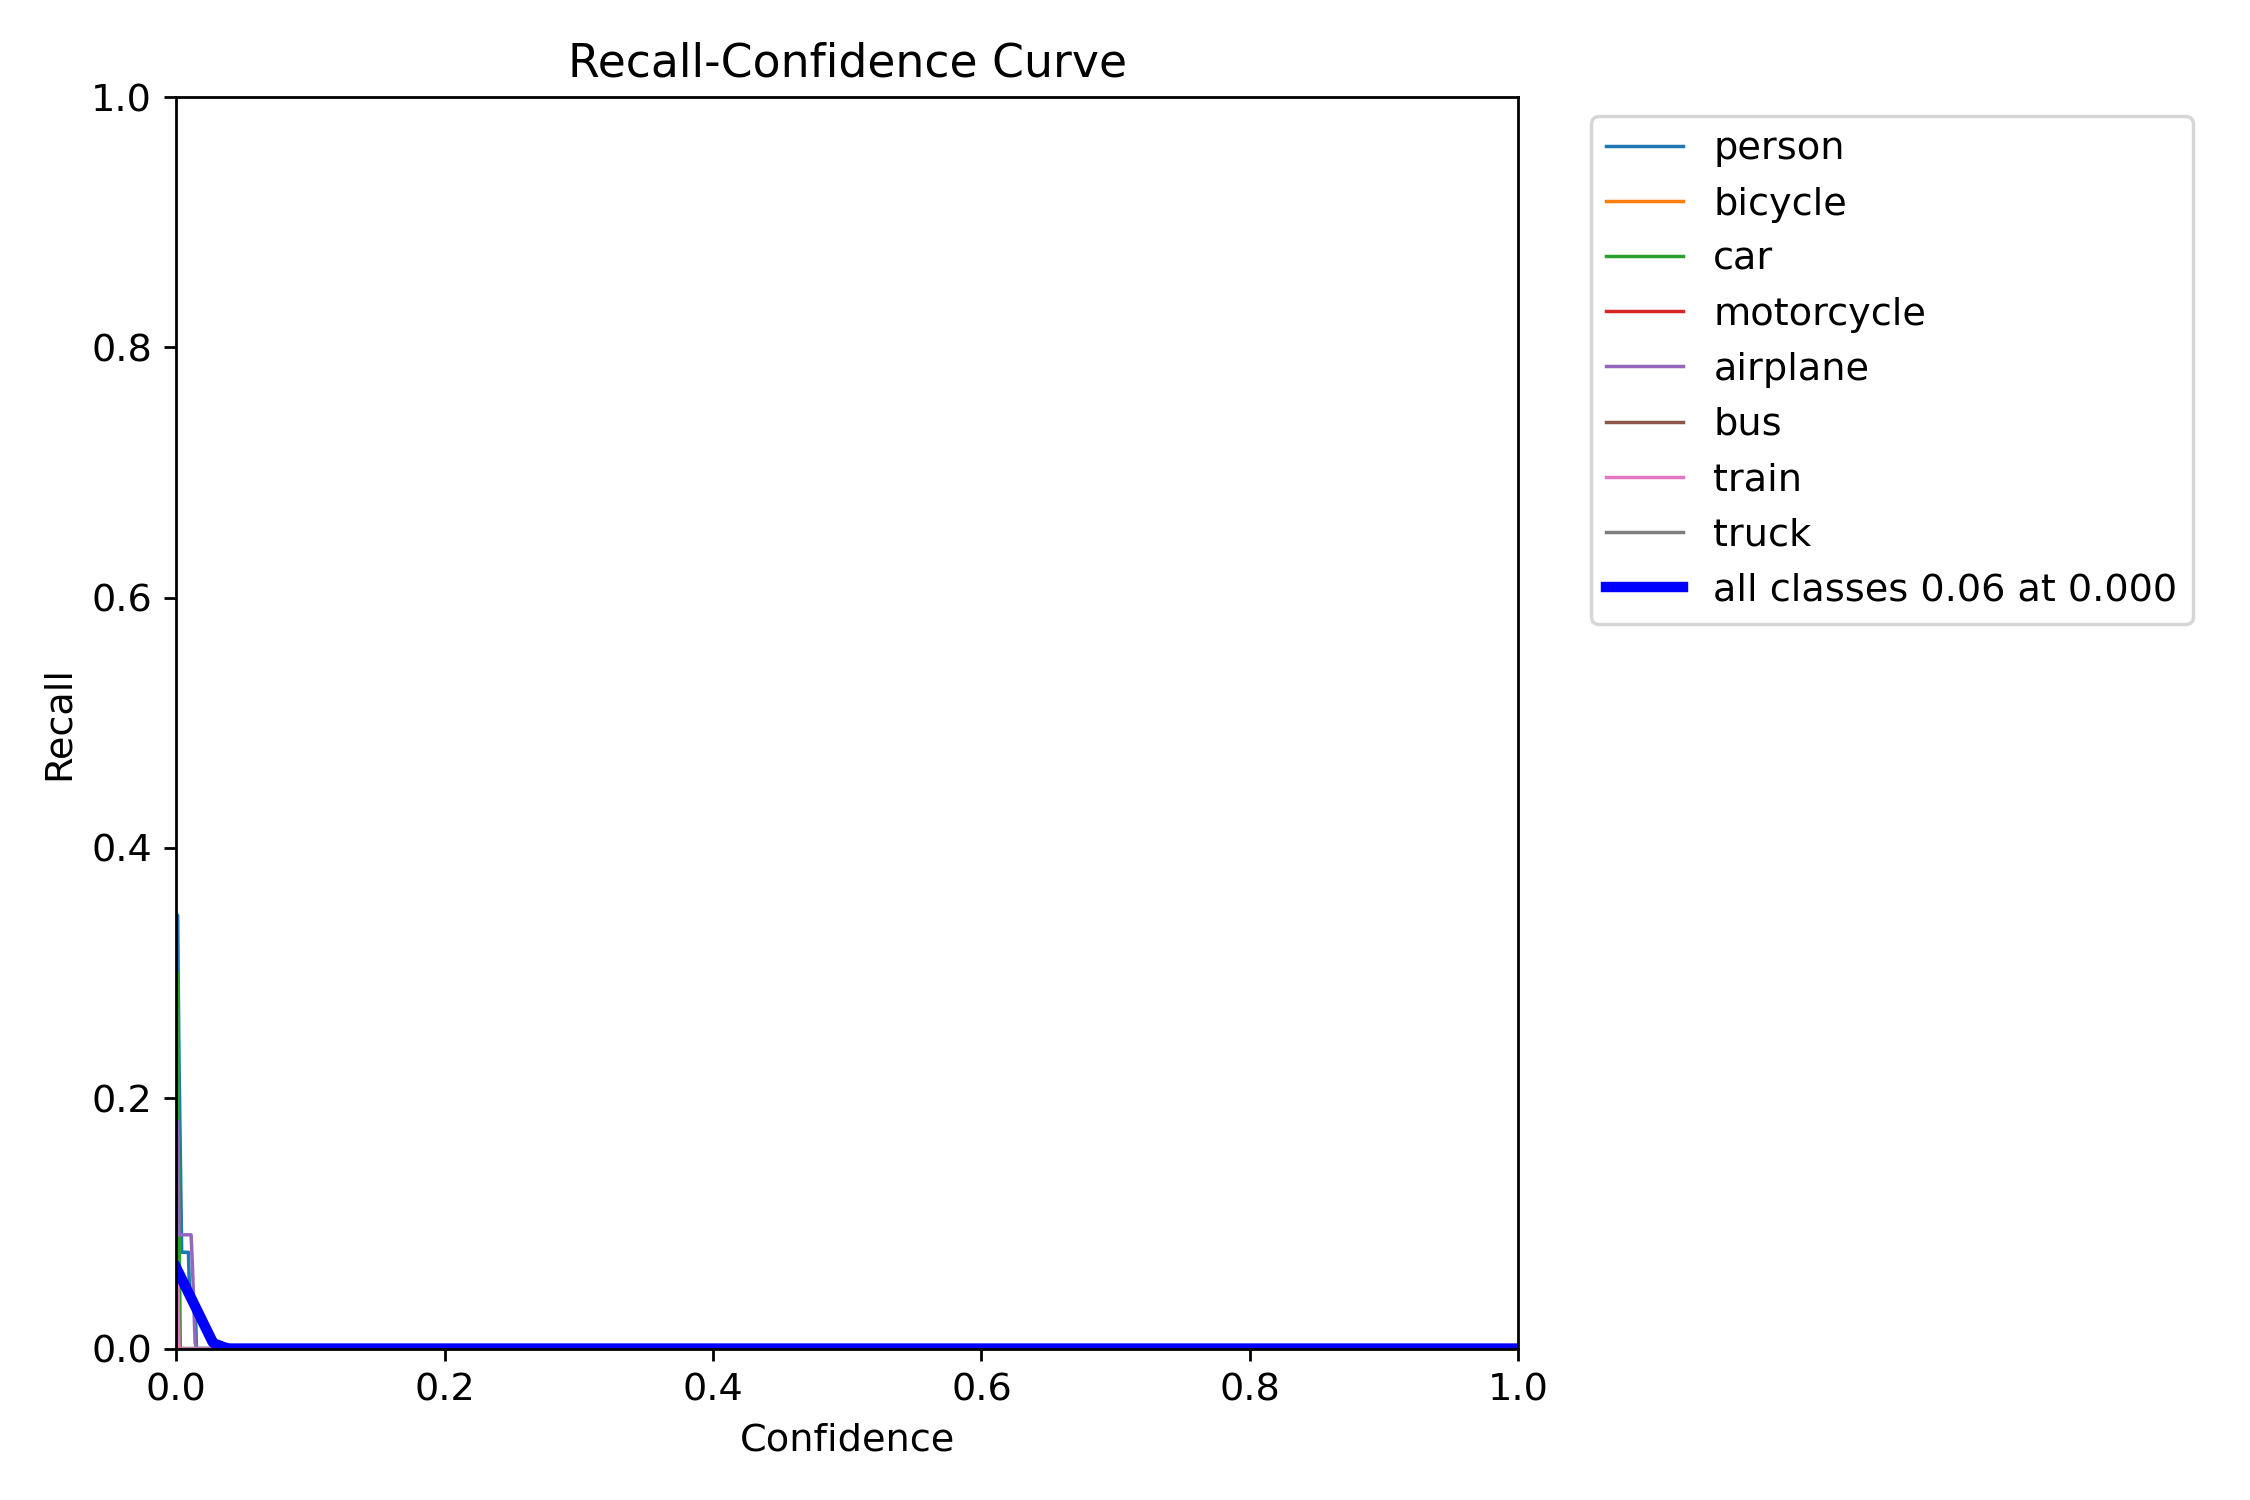 Recall-Confidence Curve
1.0
0.8
0.6
0.4
0.2
0.0
Recall
0.0 0.2 0.4 0.6 0.8 1.0
Confidence
person
bicycle
car
motorcycle
airplane
bus
train
truck
all classes 0.06 at 0.000